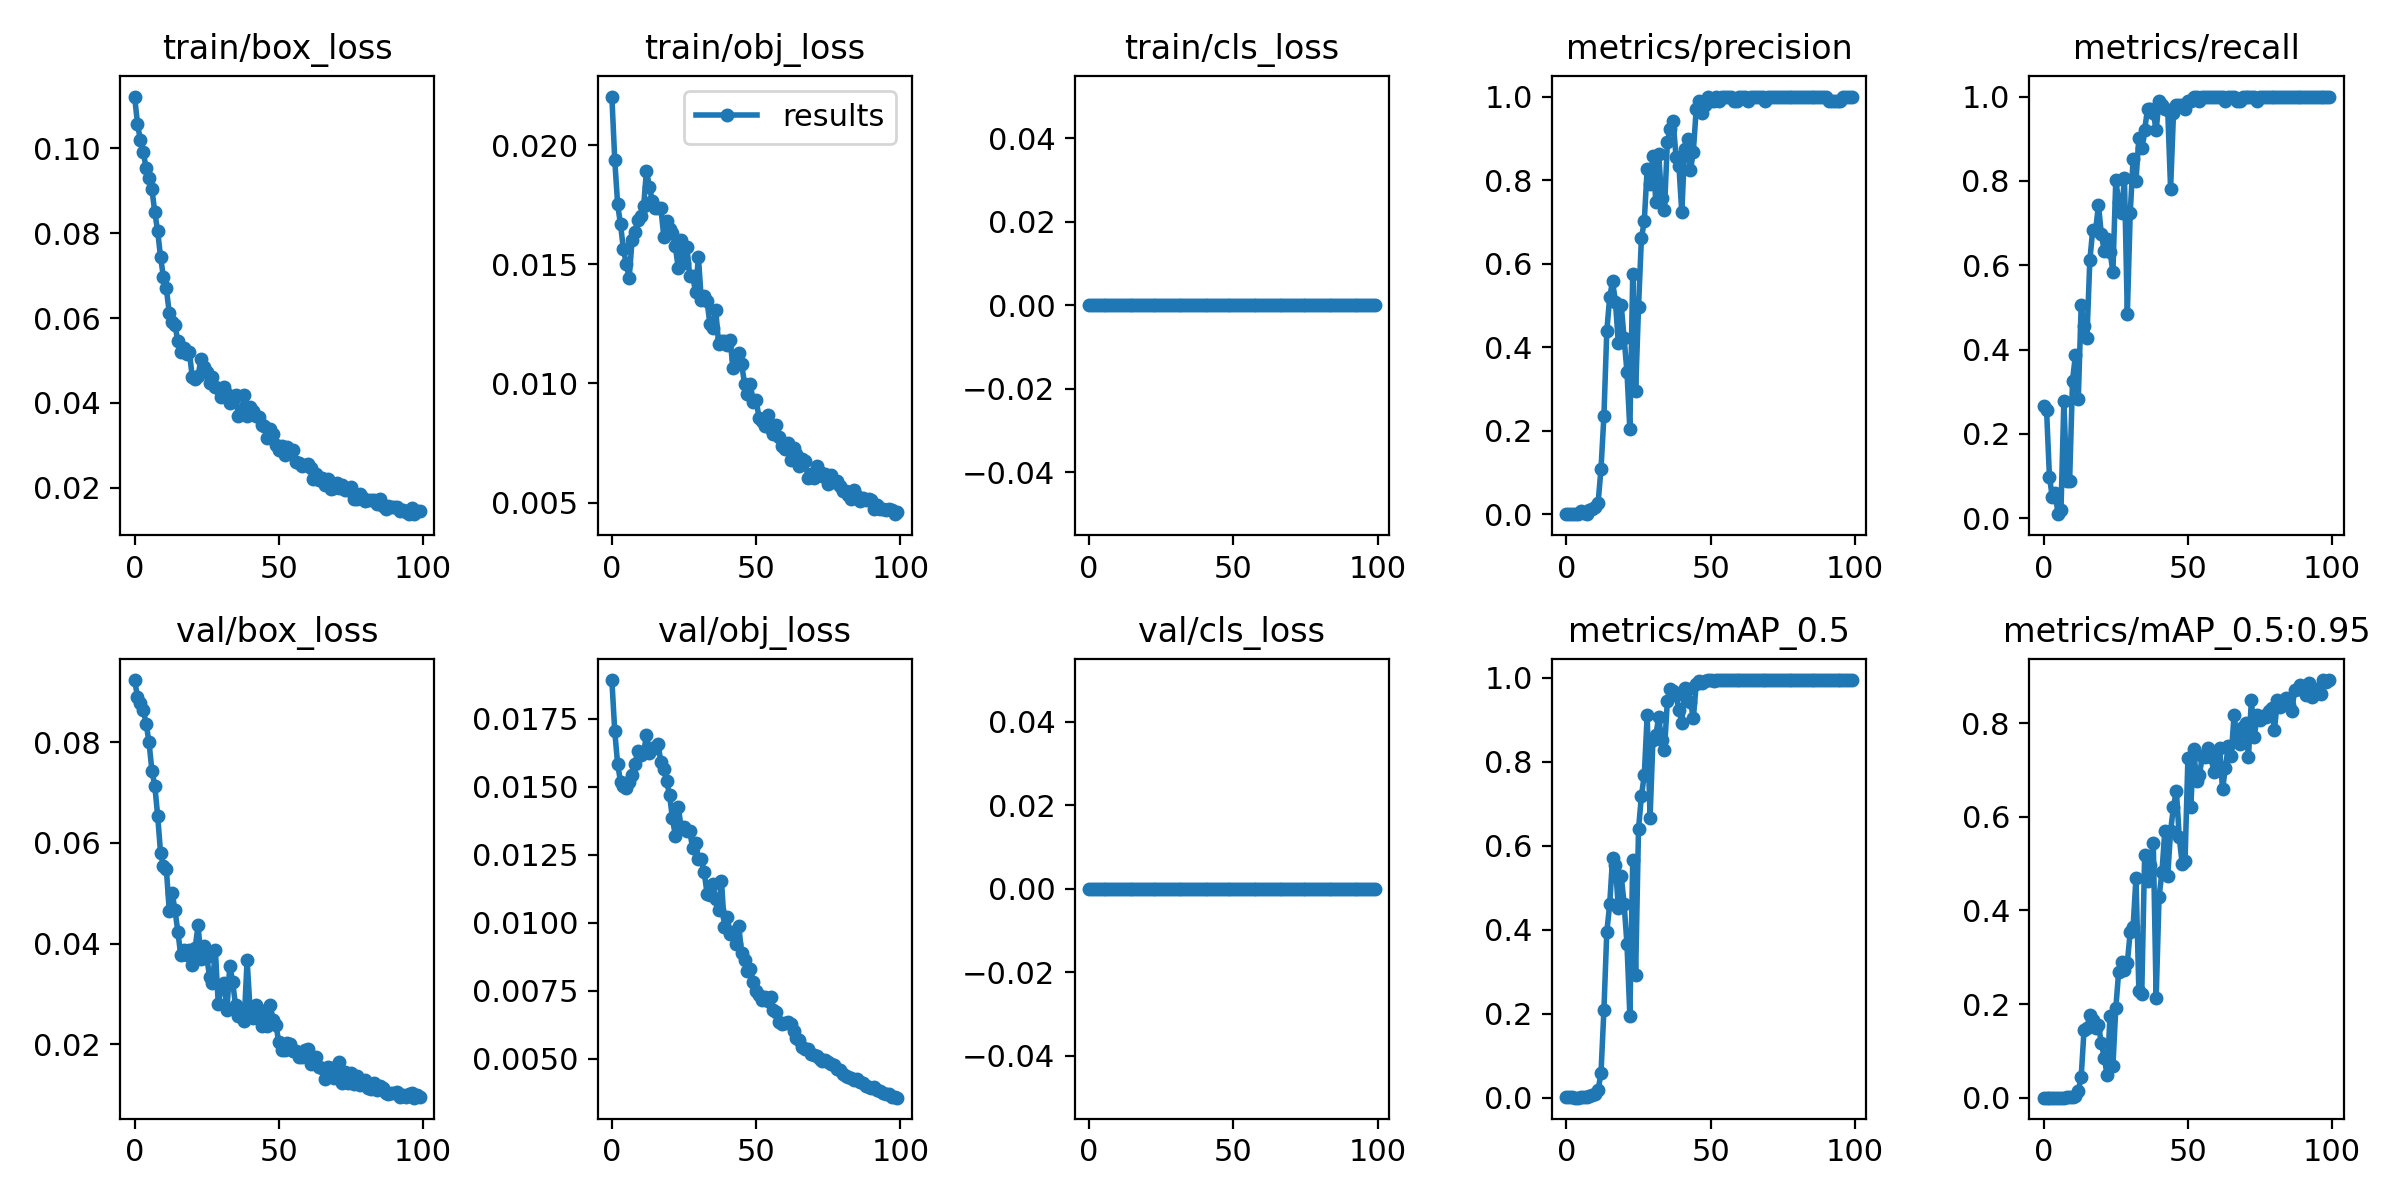 train/box_loss
train/obj_loss
train/cls_loss
metrics/precision
metrics/recall
results
0.10
0.08
0.06
0.04
0.02
0 50 100
0.020
0.015
0.010
0.005
0 50 100
0.04
0.02
0.00
−0.02
−0.04
0 50 100
1.0
0.8
0.6
0.4
0.2
0.0
0 50 100
1.0
0.8
0.6
0.4
0.2
0.0
0 50 100
val/box_loss
val/obj_loss
val/cls_loss
metrics/mAP_0.5
metrics/mAP_0.5:0.95
0.08
0.06
0.04
0.02
0 50 100
0.0175
0.0150
0.0125
0.0100
0.0075
0.0050
0 50 100
0.04
0.02
0.00
−0.02
−0.04
0 50 100
1.0
0.8
0.6
0.4
0.2
0.0
0 50 100
0.8
0.6
0.4
0.2
0.0
0 50 100